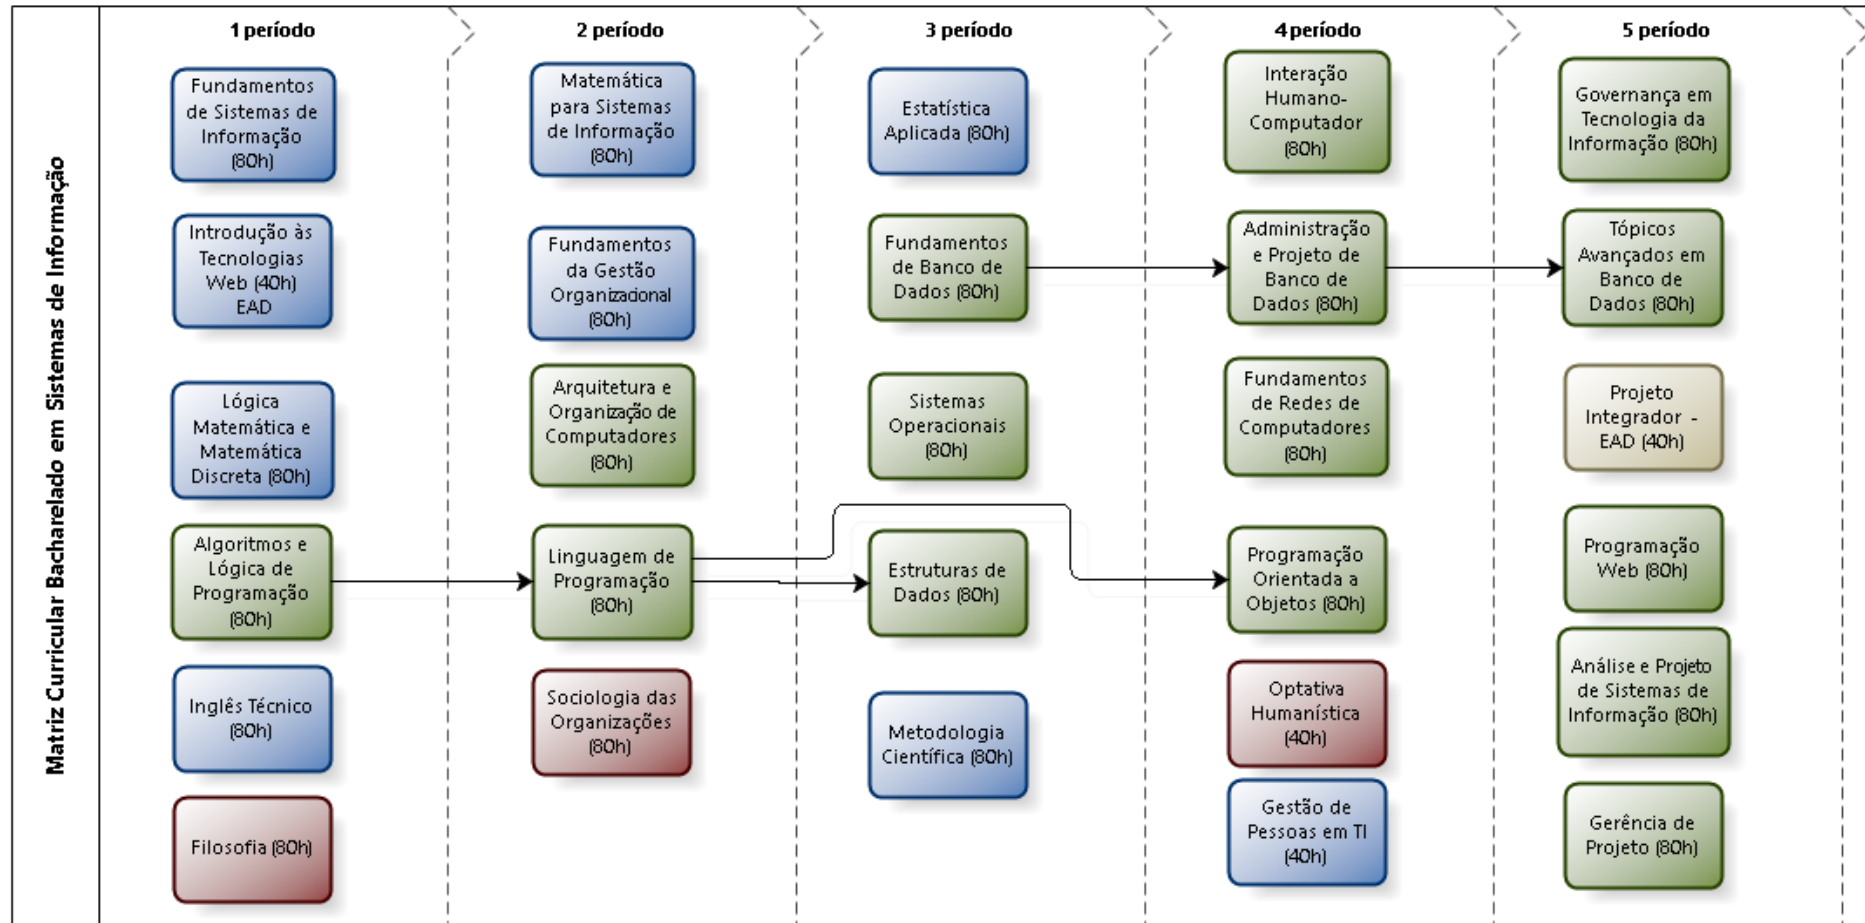 Matriz Curricular Bacharelado em Sistemas de Informação
1 período
Fundamentos
de Sistemas de
Informação
(80h)
Introdução às
Tecnologias
Web (40h)
EAD
Lógica
Matemática e
Matemática
Discreta (80h)
Algoritmos e
Lógica de
Programação
(80h)
Inglês Técnico
(80h)
Filosofia (80h)
2 período
Matemática
para Sistemas
de Informação
(80h)
Fundamentos
da Gestão
Organizacional
(80h)
Arquitetura e
Organização de
Computadores
(80h)
Linguagem de
Programação
(80h)
Sociologia das
Organizações
(80h)
3 período
Estatística
Aplicada (80h)
Fundamentos
de Banco de
Dados (80h)
Sistemas
Operacionais
(80h)
Estruturas de
Dados (80h)
Metodologia
Científica (80h)
4 período
Interação
Humano-
Computador
(80h)
Administração
e Projeto de
Banco de
Dados (80h)
Fundamentos
de Redes de
Computadores
(80h)
Programação
Orientada a
Objetos (80h)
Optativa
Humanística
(40h)
Gestão de
Pessoas em TI
(40h)
5 período
Governança em
Tecnologia da
Informação (80h)
Tópicos
Avançados em
Banco de
Dados (80h)
Projeto
Integrador -
EAD (40h)
Programação
Web (80h)
Análise e Projeto
de Sistemas de
Informação (80h)
Gerência de
Projeto (80h)